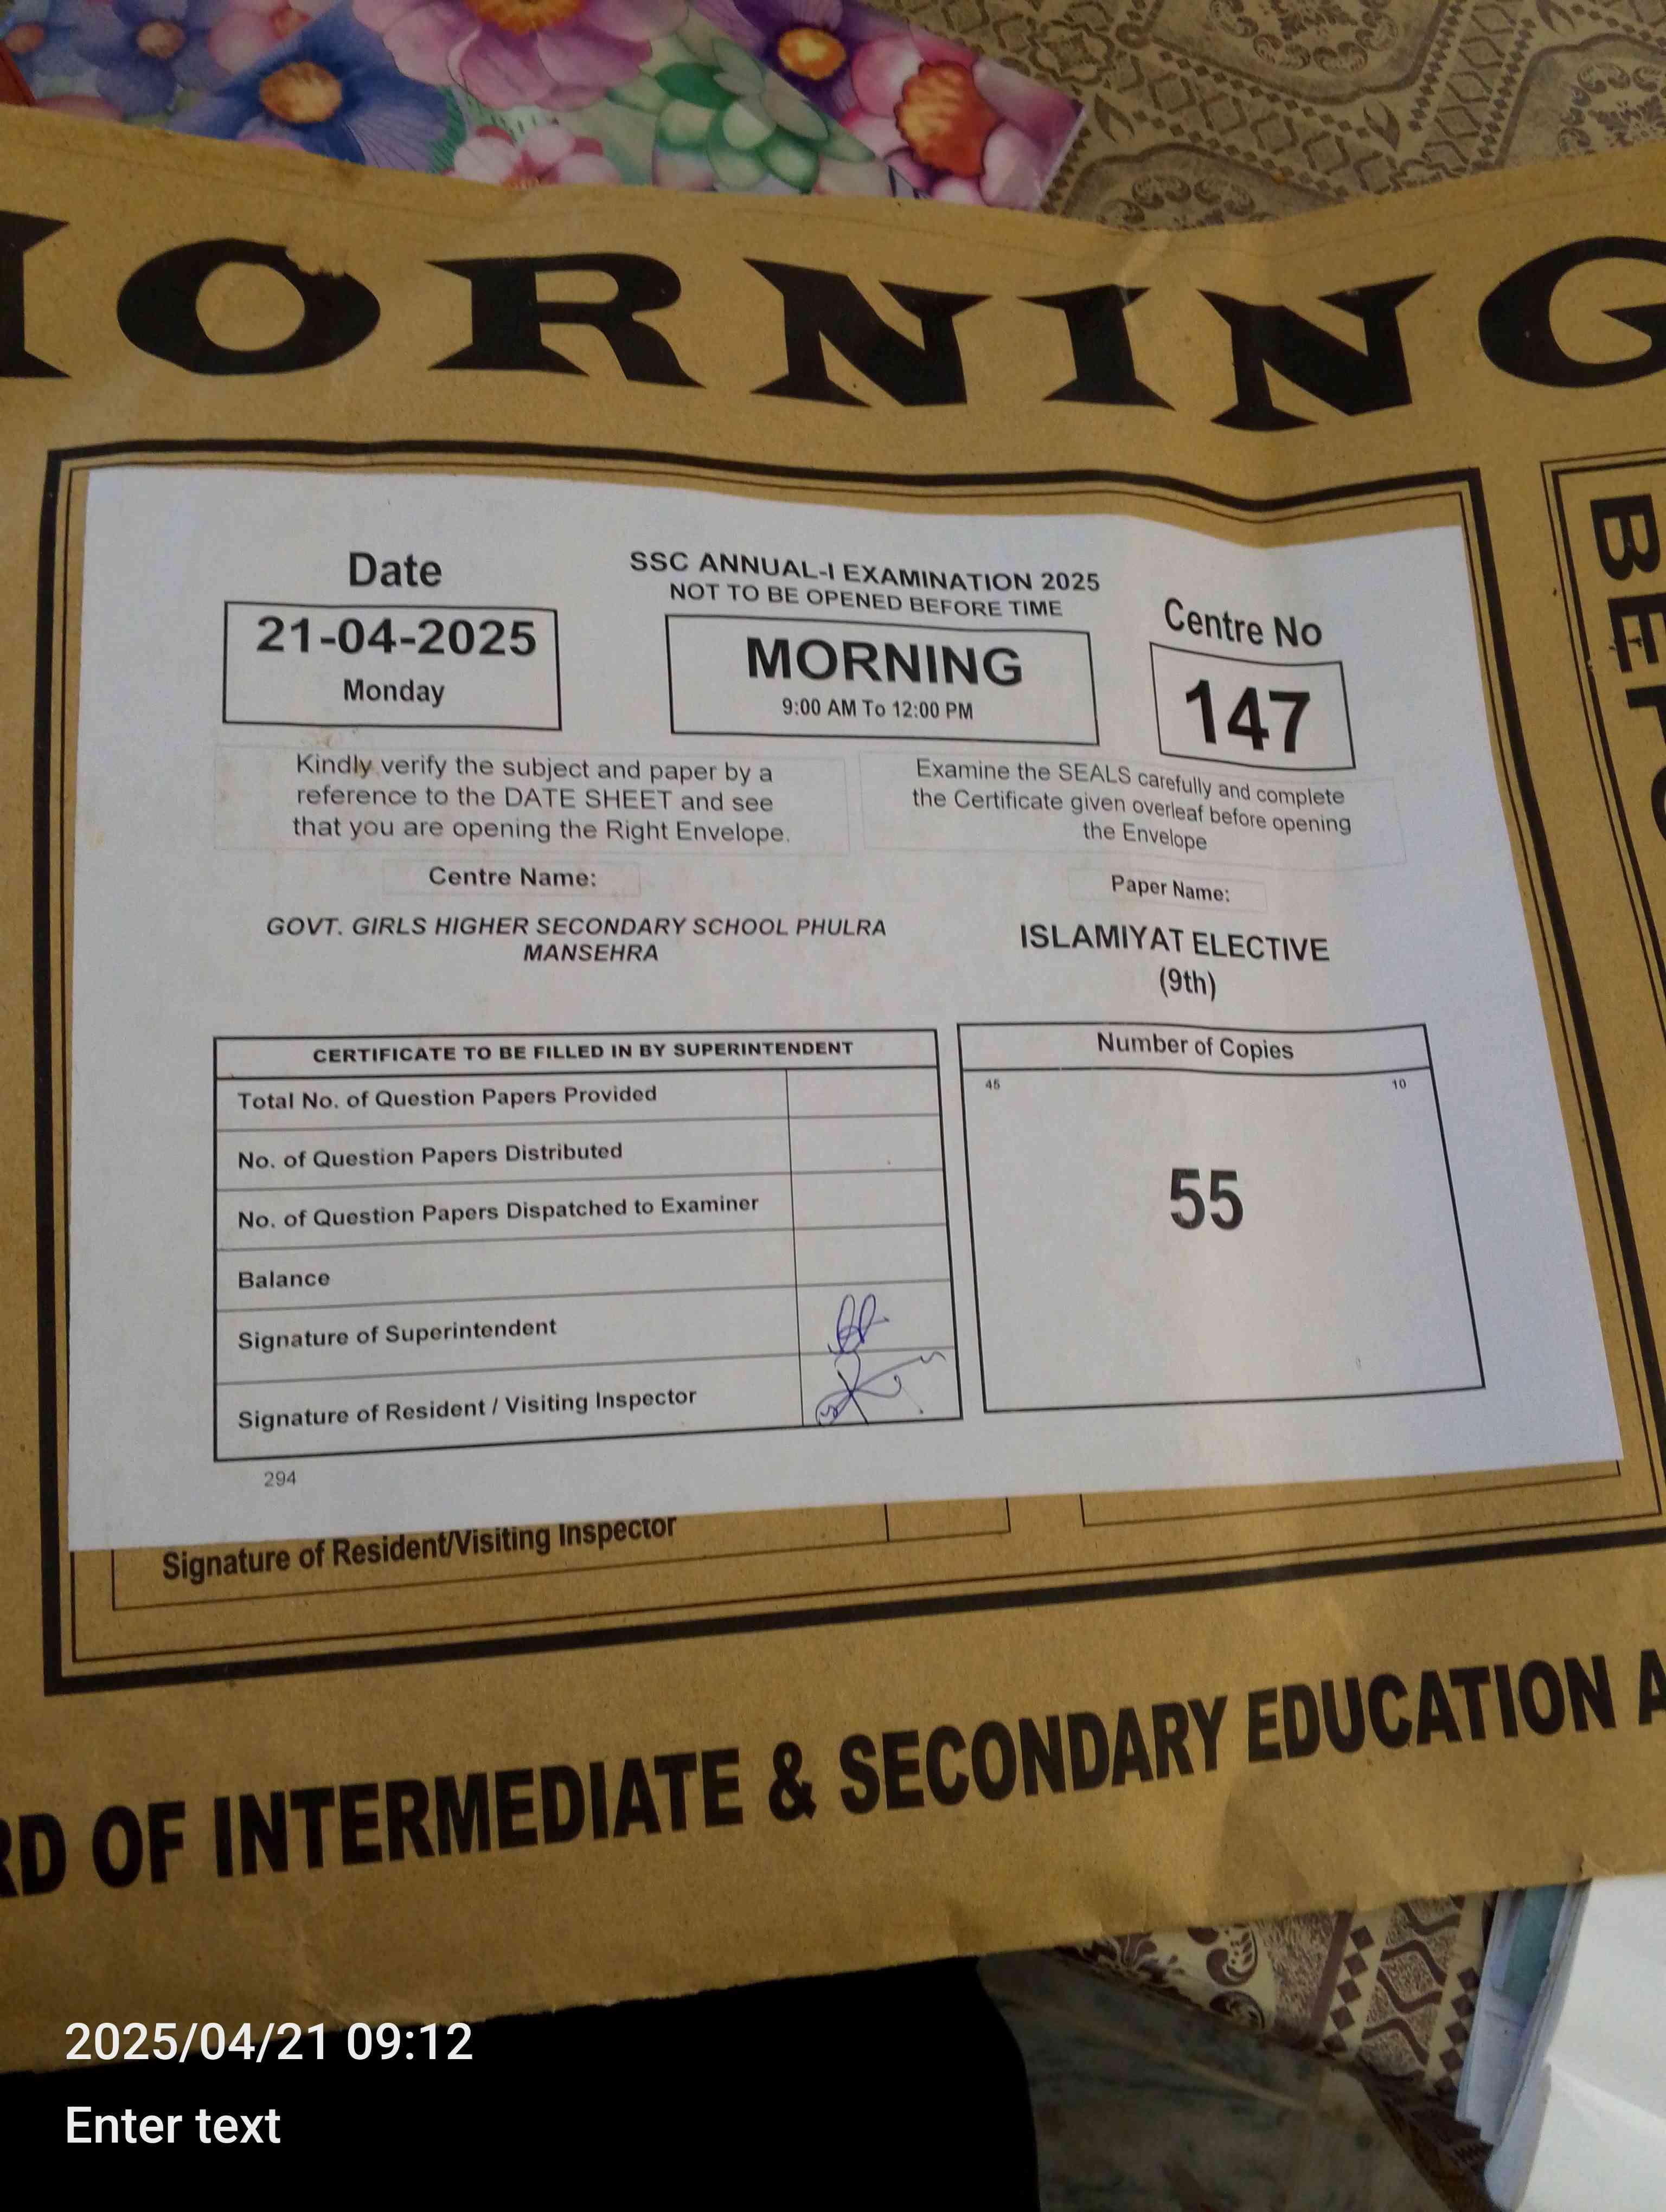 ORNING
Date
21-04-2025
Monday
SSC ANNUAL-I EXAMINATION 2025
NOT TO BE OPENED BEFORE TIME
MORNING
9:00 AM To 12:00 PM
Centre No
147
Kindly verify the subject and paper by a
reference to the DATE SHEET and see
that you are opening the Right Envelope.
Examine the SEALS carefully and complete
the Certificate given overleaf before opening
the Envelope
Centre Name:
GOVT. GIRLS HIGHER SECONDARY SCHOOL PHULRA
MANSEHRA
Paper Name:
ISLAMIYAT ELECTIVE
(9th)
CERTIFICATE TO BE FILLED IN BY SUPERINTENDENT
Total No. of Question Papers Provided
No. of Question Papers Distributed
No. of Question Papers Dispatched to Examiner
Balance
Signature of Superintendent
Signature of Resident / Visiting Inspector
Number of Copies
45 10
55
294
Signature of Resident/Visiting Inspector
RD OF INTERMEDIATE & SECONDARY EDUCATION A
2025/04/21 09:12
Enter text